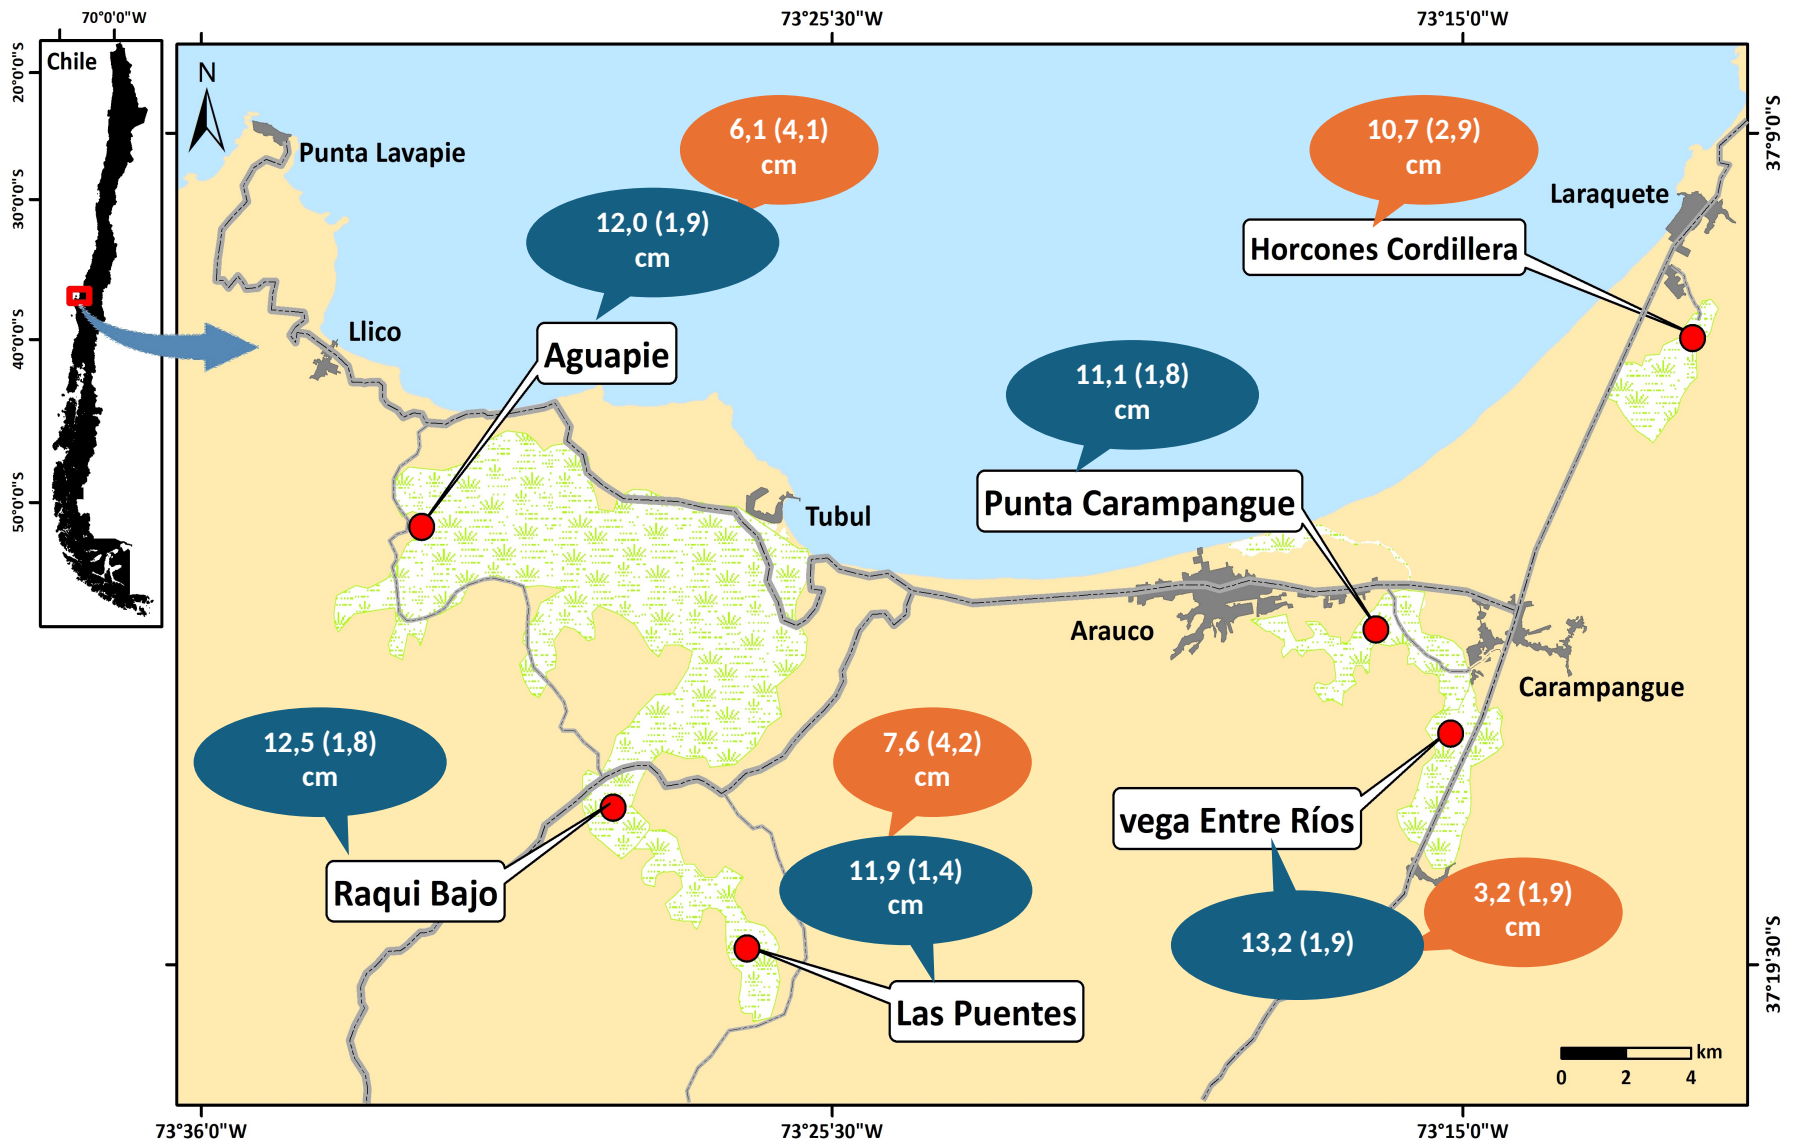 70°0'0"W
73°25'30"W
73°15'0"W
Chile
20°0'0"S
30°0'0"S
40°0'0"S
50°0'0"S
N
Punta Lavapie
6,1 (4,1)
cm
12,0 (1,9)
cm
10,7 (2,9)
cm
Laraquete
37°9'0"S
Horcones Cordillera
Llico
Aguapie
11,1 (1,8)
cm
Punta Carampangue
Tubul
Arauco
Carampangue
12,5 (1,8)
cm
7,6 (4,2)
cm
vega Entre Ríos
Raqui Bajo
11,9 (1,4)
cm
3,2 (1,9)
cm
13,2 (1,9)
37°19'30"S
Las Puentes
km
0 2 4
73°36'0"W
73°25'30"W
73°15'0"W